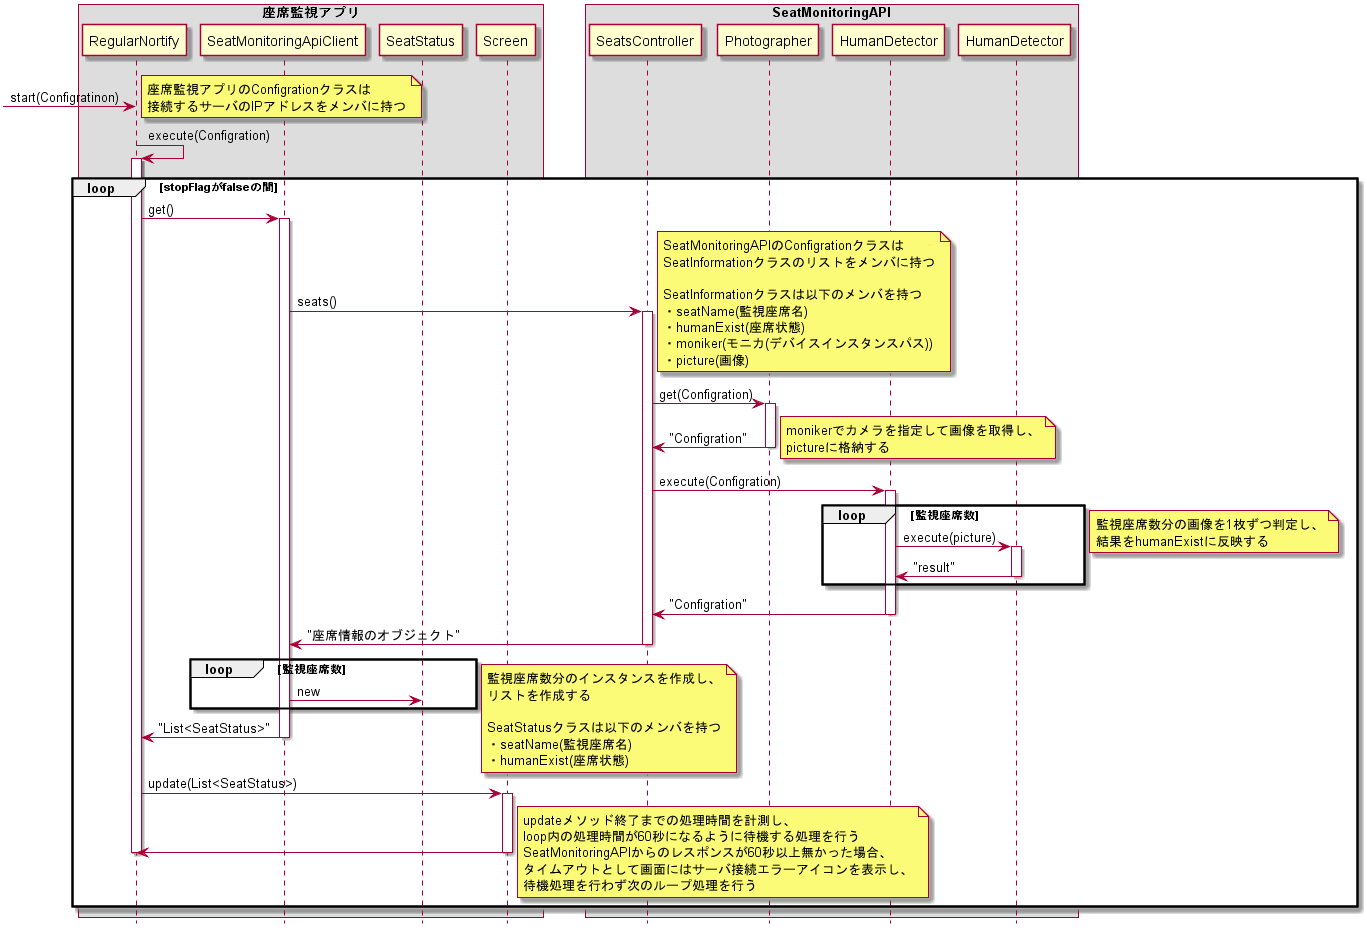 座席監視アプリ
SeatMonitoringAPI
RegularNortify
SeatMonitoringApiClient
SeatStatus
Screen
SeatsController
Photographer
HumanDetector
HumanDetector
座席監視アプリのConfigrationクラスは
接続するサーバのIPアドレスをメンバに持つ
start(Configratinon)
execute(Configration)
loop
[stopFlagがfalseの間]
get()
SeatMonitoringAPIのConfigrationクラスは
SeatInformationクラスのリストをメンバに持つ
SeatInformationクラスは以下のメンバを持つ
・seatName(監視座席名)
・humanExist(座席状態)
・moniker(モニカ(デバイスインスタンスパス))
・picture(画像)
seats()
get(Configration)
monikerでカメラを指定して画像を取得し、
pictureに格納する
"Configration"
execute(Configration)
loop
[監視座席数]
監視座席数分の画像を1枚ずつ判定し、
結果をhumanExistに反映する
execute(picture)
"result"
"Configration"
"座席情報のオブジェクト"
loop
[監視座席数]
監視座席数分のインスタンスを作成し、
リストを作成する
SeatStatusクラスは以下のメンバを持つ
・seatName(監視座席名)
・humanExist(座席状態)
new
"List<SeatStatus>"
update(List<SeatStatus>)
updateメソッド終了までの処理時間を計測し、
loop内の処理時間が60秒になるように待機する処理を行う
SeatMonitoringAPIからのレスポンスが60秒以上無かった場合、
タイムアウトとして画面にはサーバ接続エラーアイコンを表示し、
待機処理を行わず次のループ処理を行う